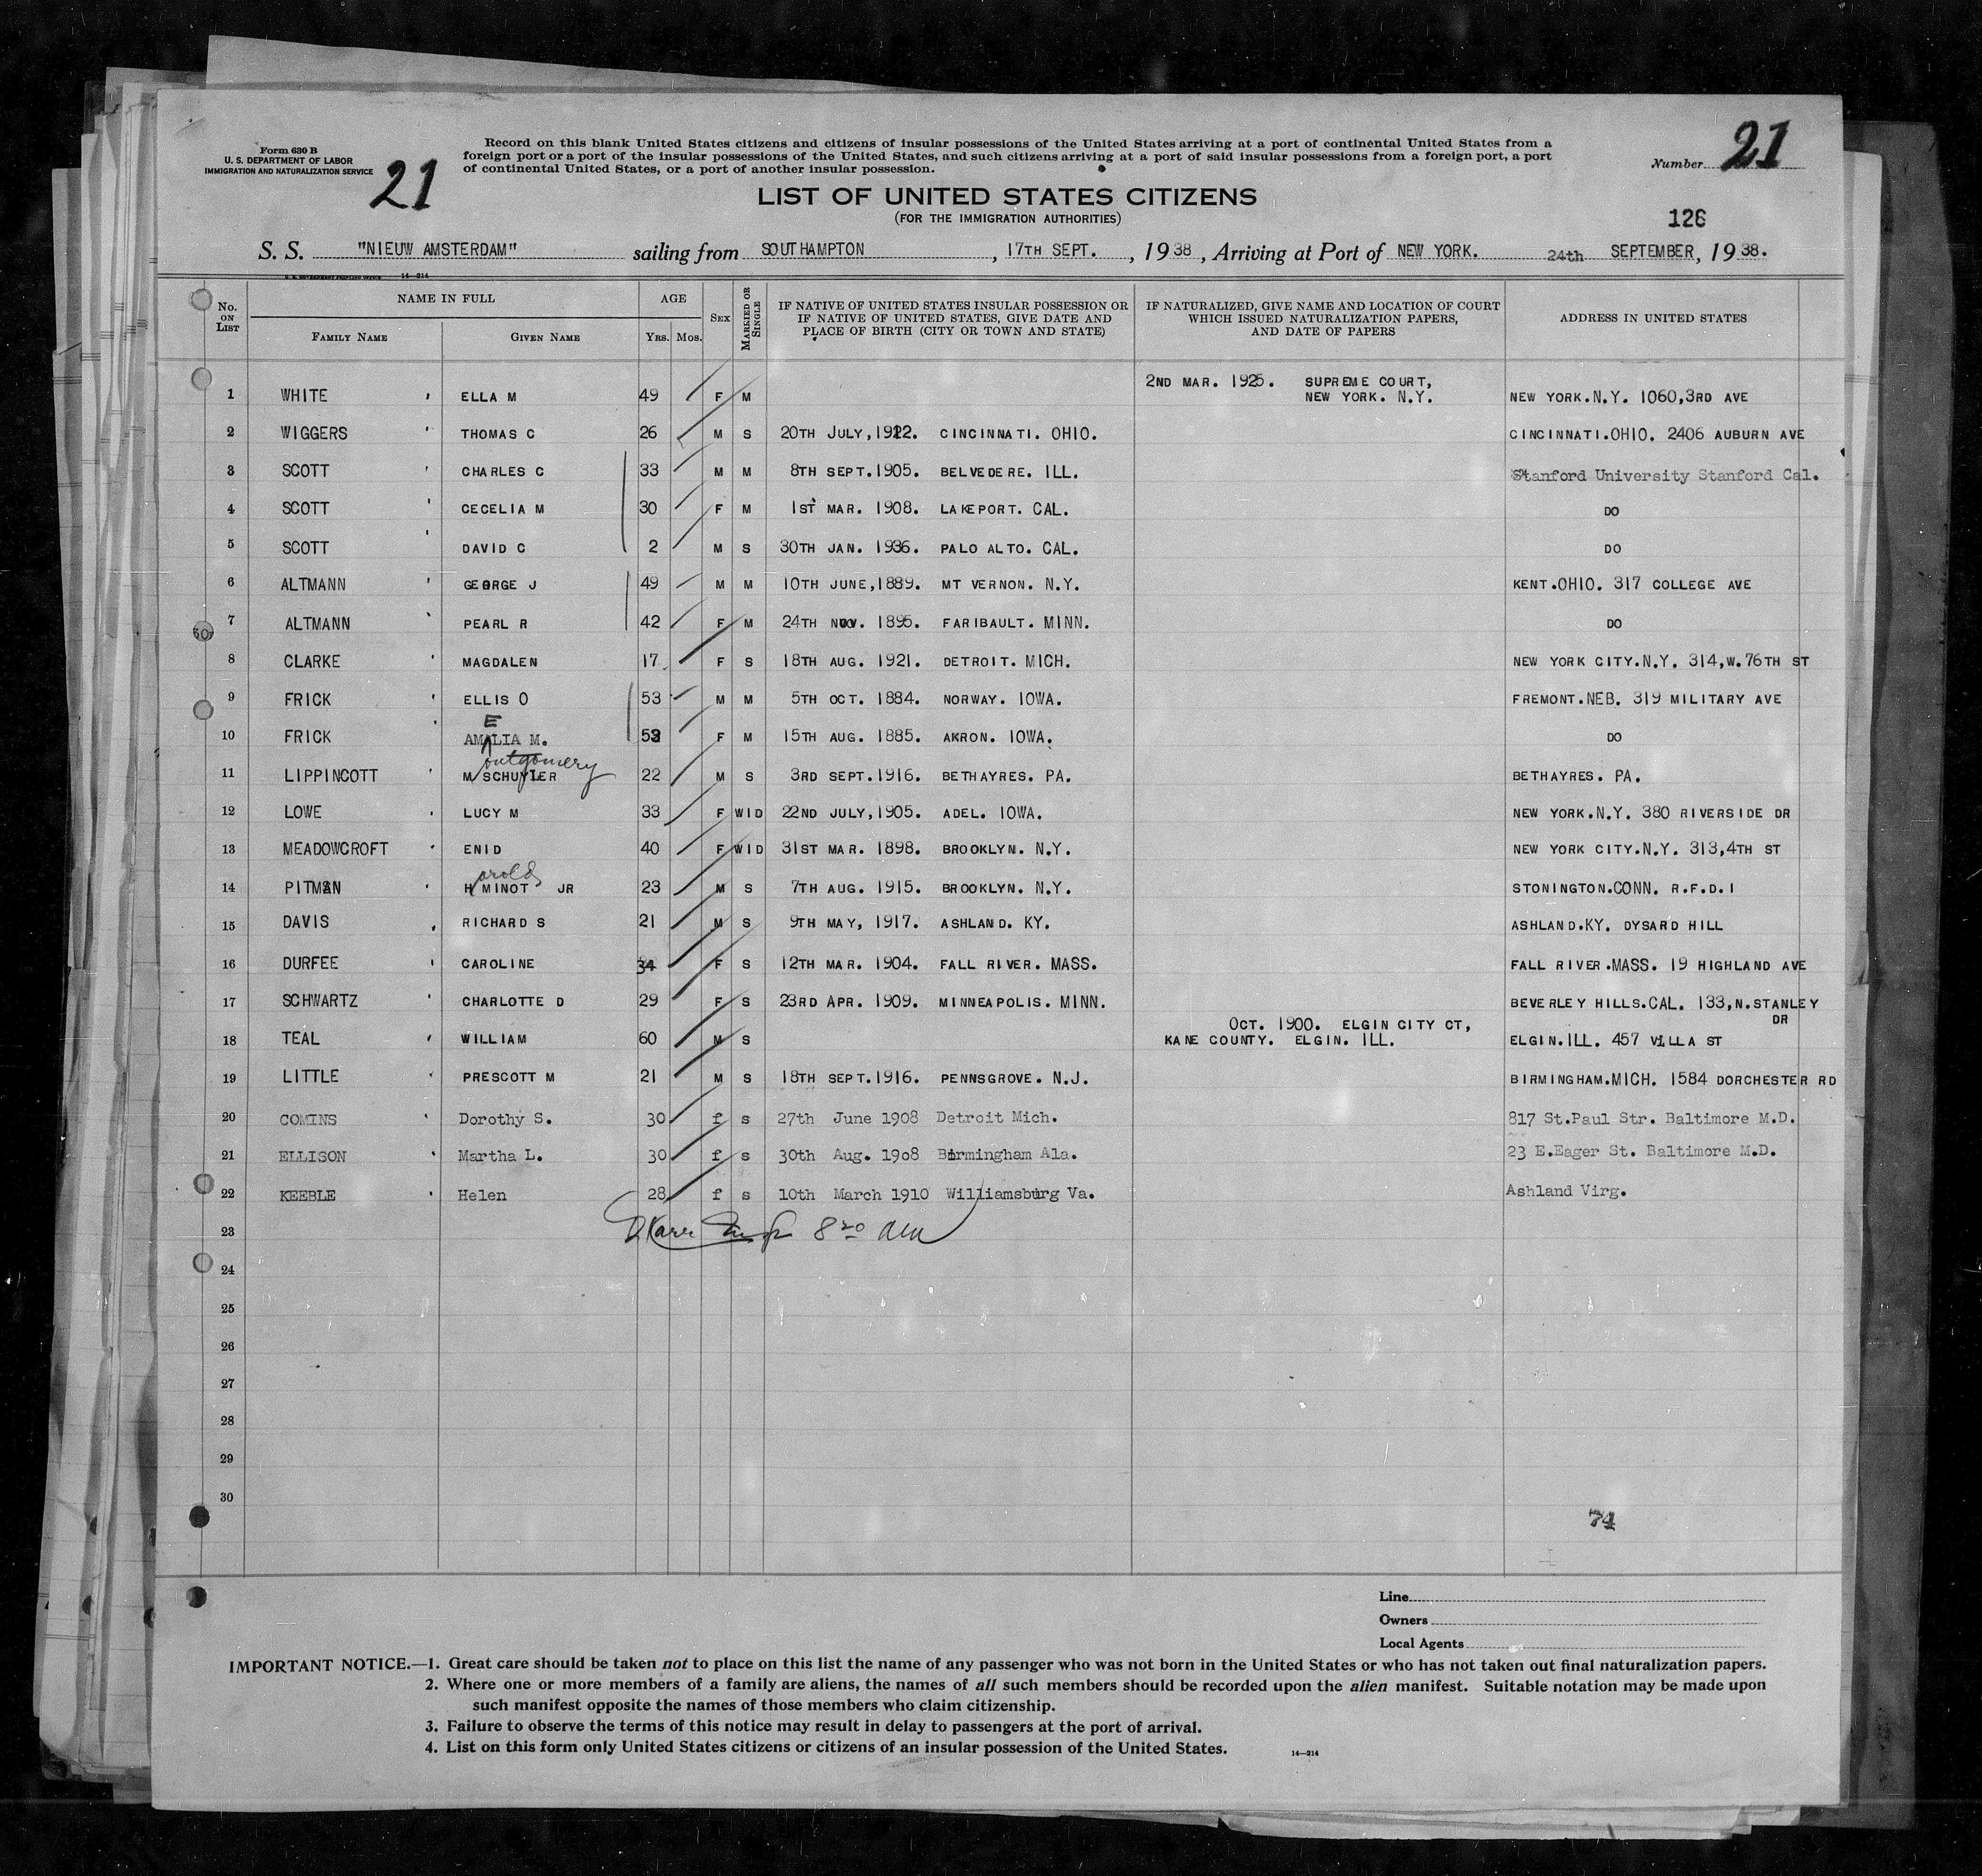 Form 630 B
U. S. DEPARTMENT OF LABOR
IMMIGRATION AND NATURALIZATION SERVICE
21
Record on this blank United States citizens and citizens of insular possessions of the United States arriving at a port of continental United States from a
foreign port or a port of the insular possessions of the United States, and such citizens arriving at a port of said insular possessions from a foreign port, a port
of continental United States, or a port of another insular possession.
Number 21
LIST OF UNITED STATES CITIZENS
(FOR THE IMMIGRATION AUTHORITIES)
126
S. S. "NIEUW AMSTERDAM" sailing from SOUTHAMPTON, 17TH SEPT., 1938, Arriving at Port of NEW YORK. 24th SEPTEMBER, 1938.
U. S. GOVERNMENT PRINTING OFFICE 14-214
No. ON LIST NAME IN FULL AGE SEX MARRIED OR SINGLE IF NATIVE OF UNITED STATES INSULAR POSSESSION OR IF NATIVE OF UNITED STATES, GIVE DATE AND PLACE OF BIRTH (CITY OR TOWN AND STATE) IF NATURALIZED, GIVE NAME AND LOCATION OF COURT WHICH ISSUED NATURALIZATION PAPERS, AND DATE OF PAPERS ADDRESS IN UNITED STATES
FAMILY NAME GIVEN NAME YRS. MOS.
1 WHITE ELLA M 49 F M 2ND MAR. 1925. SUPREME COURT, NEW YORK. N.Y. NEW YORK.N.Y. 1060,3RD AVE
2 WIGGERS THOMAS C 26 M S 20TH JULY,1912. CINCINNATI. OHIO. CINCINNATI.OHIO. 2406 AUBURN AVE
3 SCOTT CHARLES C 33 M M 8TH SEPT.1905. BELVEDERE. ILL. Stanford University Stanford Cal.
4 SCOTT CECELIA M 30 F M 1ST MAR. 1908. LAKEPORT. CAL. DO
5 SCOTT DAVID C 2 M S 30TH JAN. 1936. PALO ALTO. CAL. DO
6 ALTMANN GEORGE J 49 M M 10TH JUNE,1889. MT VERNON. N.Y. KENT.OHIO. 317 COLLEGE AVE
7 ALTMANN PEARL R 42 F M 24TH NOV. 1895. FARIBAULT. MINN. DO
8 CLARKE MAGDALEN 17 F S 18TH AUG. 1921. DETROIT. MICH. NEW YORK CITY.N.Y. 314,W.76TH ST
9 FRICK ELLIS O 53 M M 5TH OCT. 1884. NORWAY. IOWA. FREMONT.NEB. 319 MILITARY AVE
E
10 FRICK AMALIA M. 53 F M 15TH AUG. 1885. AKRON. IOWA. DO
ontgomery
11 LIPPINCOTT M SCHUYLER 22 M S 3RD SEPT.1916. BETHAYRES. PA. BETHAYRES. PA.
12 LOWE LUCY M 33 F WID 22ND JULY,1905. ADEL. IOWA. NEW YORK.N.Y. 380 RIVERSIDE DR
13 MEADOWCROFT ENID 40 F WID 31ST MAR. 1898. BROOKLYN. N.Y. NEW YORK CITY.N.Y. 313,4TH ST
arold
14 PITMAN H MINOT JR 23 M S 7TH AUG. 1915. BROOKLYN. N.Y. STONINGTON.CONN. R.F.D.1
15 DAVIS RICHARD S 21 M S 9TH MAY, 1917. ASHLAND. KY. ASHLAND.KY. DYSARD HILL
16 DURFEE CAROLINE 34 F S 12TH MAR. 1904. FALL RIVER. MASS. FALL RIVER.MASS. 19 HIGHLAND AVE
17 SCHWARTZ CHARLOTTE D 29 F S 23RD APR. 1909. MINNEAPOLIS. MINN. BEVERLEY HILLS.CAL. 133,N.STANLEY DR
18 TEAL WILLIAM 60 M S OCT. 1900. ELGIN CITY CT, KANE COUNTY. ELGIN. ILL. ELGIN.ILL. 457 VILLA ST
19 LITTLE PRESCOTT M 21 M S 18TH SEPT.1916. PENNSGROVE. N.J. BIRMINGHAM.MICH. 1584 DORCHESTER RD
20 COMINS Dorothy S. 30 f s 27th June 1908 Detroit Mich. 817 St.Paul Str. Baltimore M.D.
21 ELLISON Martha L. 30 f s 30th Aug. 1908 Birmingham Ala. 23 E.Eager St. Baltimore M.D.
22 KEEBLE Helen 28 f s 10th March 1910 Williamsburg Va. Ashland Virg.
23 8 20 am
24
25
26
27
28
29
30
74
Line
Owners
Local Agents
IMPORTANT NOTICE.—1. Great care should be taken not to place on this list the name of any passenger who was not born in the United States or who has not taken out final naturalization papers.
2. Where one or more members of a family are aliens, the names of all such members should be recorded upon the alien manifest. Suitable notation may be made upon
such manifest opposite the names of those members who claim citizenship.
3. Failure to observe the terms of this notice may result in delay to passengers at the port of arrival.
4. List on this form only United States citizens or citizens of an insular possession of the United States.
14—214